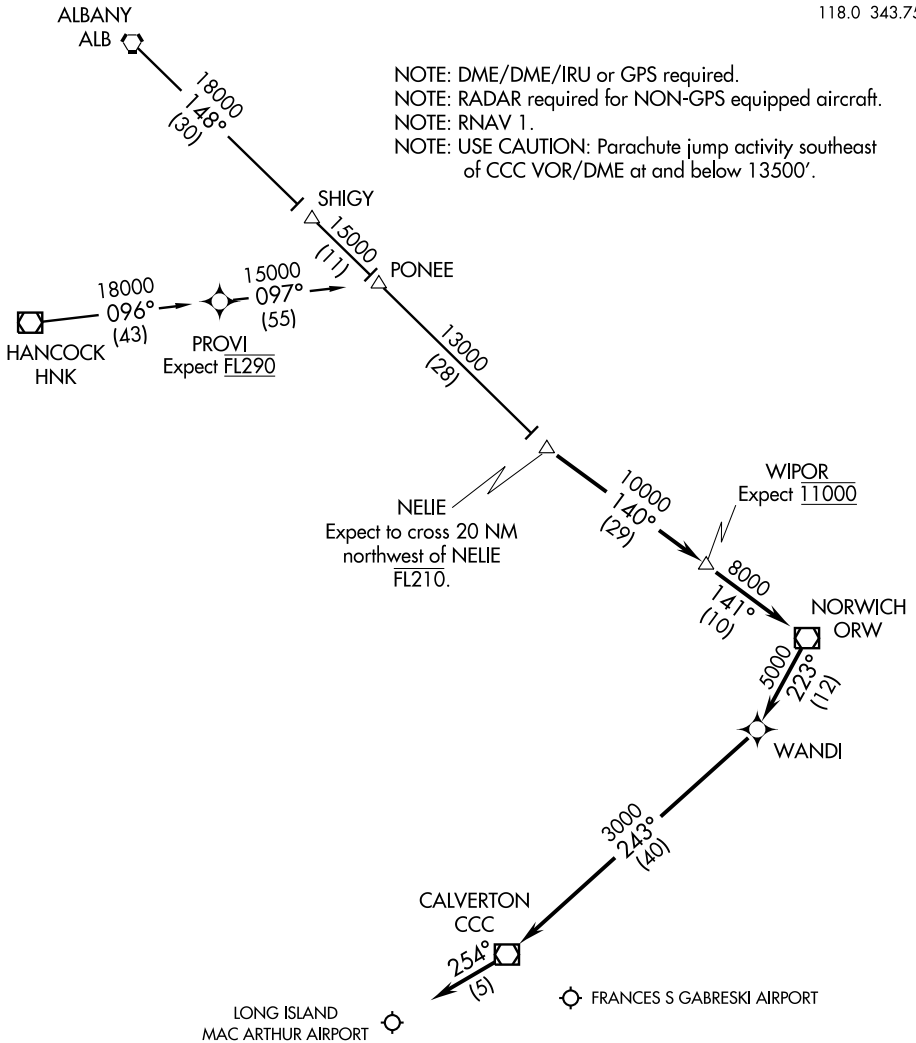 118.0 343.75
ALBANY
ALB
NOTE: DME/DME/IRU or GPS required.
NOTE: RADAR required for NON-GPS equipped aircraft.
NOTE: RNAV 1.
NOTE: USE CAUTION: Parachute jump activity southeast
of CCC VOR/DME at and below 13500'.
18000
148°
(30)
SHIGY
15000
(11)
PONEE
18000
096°
(43)
15000
097°
(55)
HANCOCK
HNK
PROVI
Expect FL290
13000
(28)
NELIE
Expect to cross 20 NM
northwest of NELIE
FL210.
10000
140°
(29)
WIPOR
Expect 11000
8000
141°
(10)
NORWICH
ORW
5000
223°
(12)
WANDI
3000
243°
(40)
CALVERTON
CCC
254°
(5)
FRANCES S GABRESKI AIRPORT
LONG ISLAND
MAC ARTHUR AIRPORT